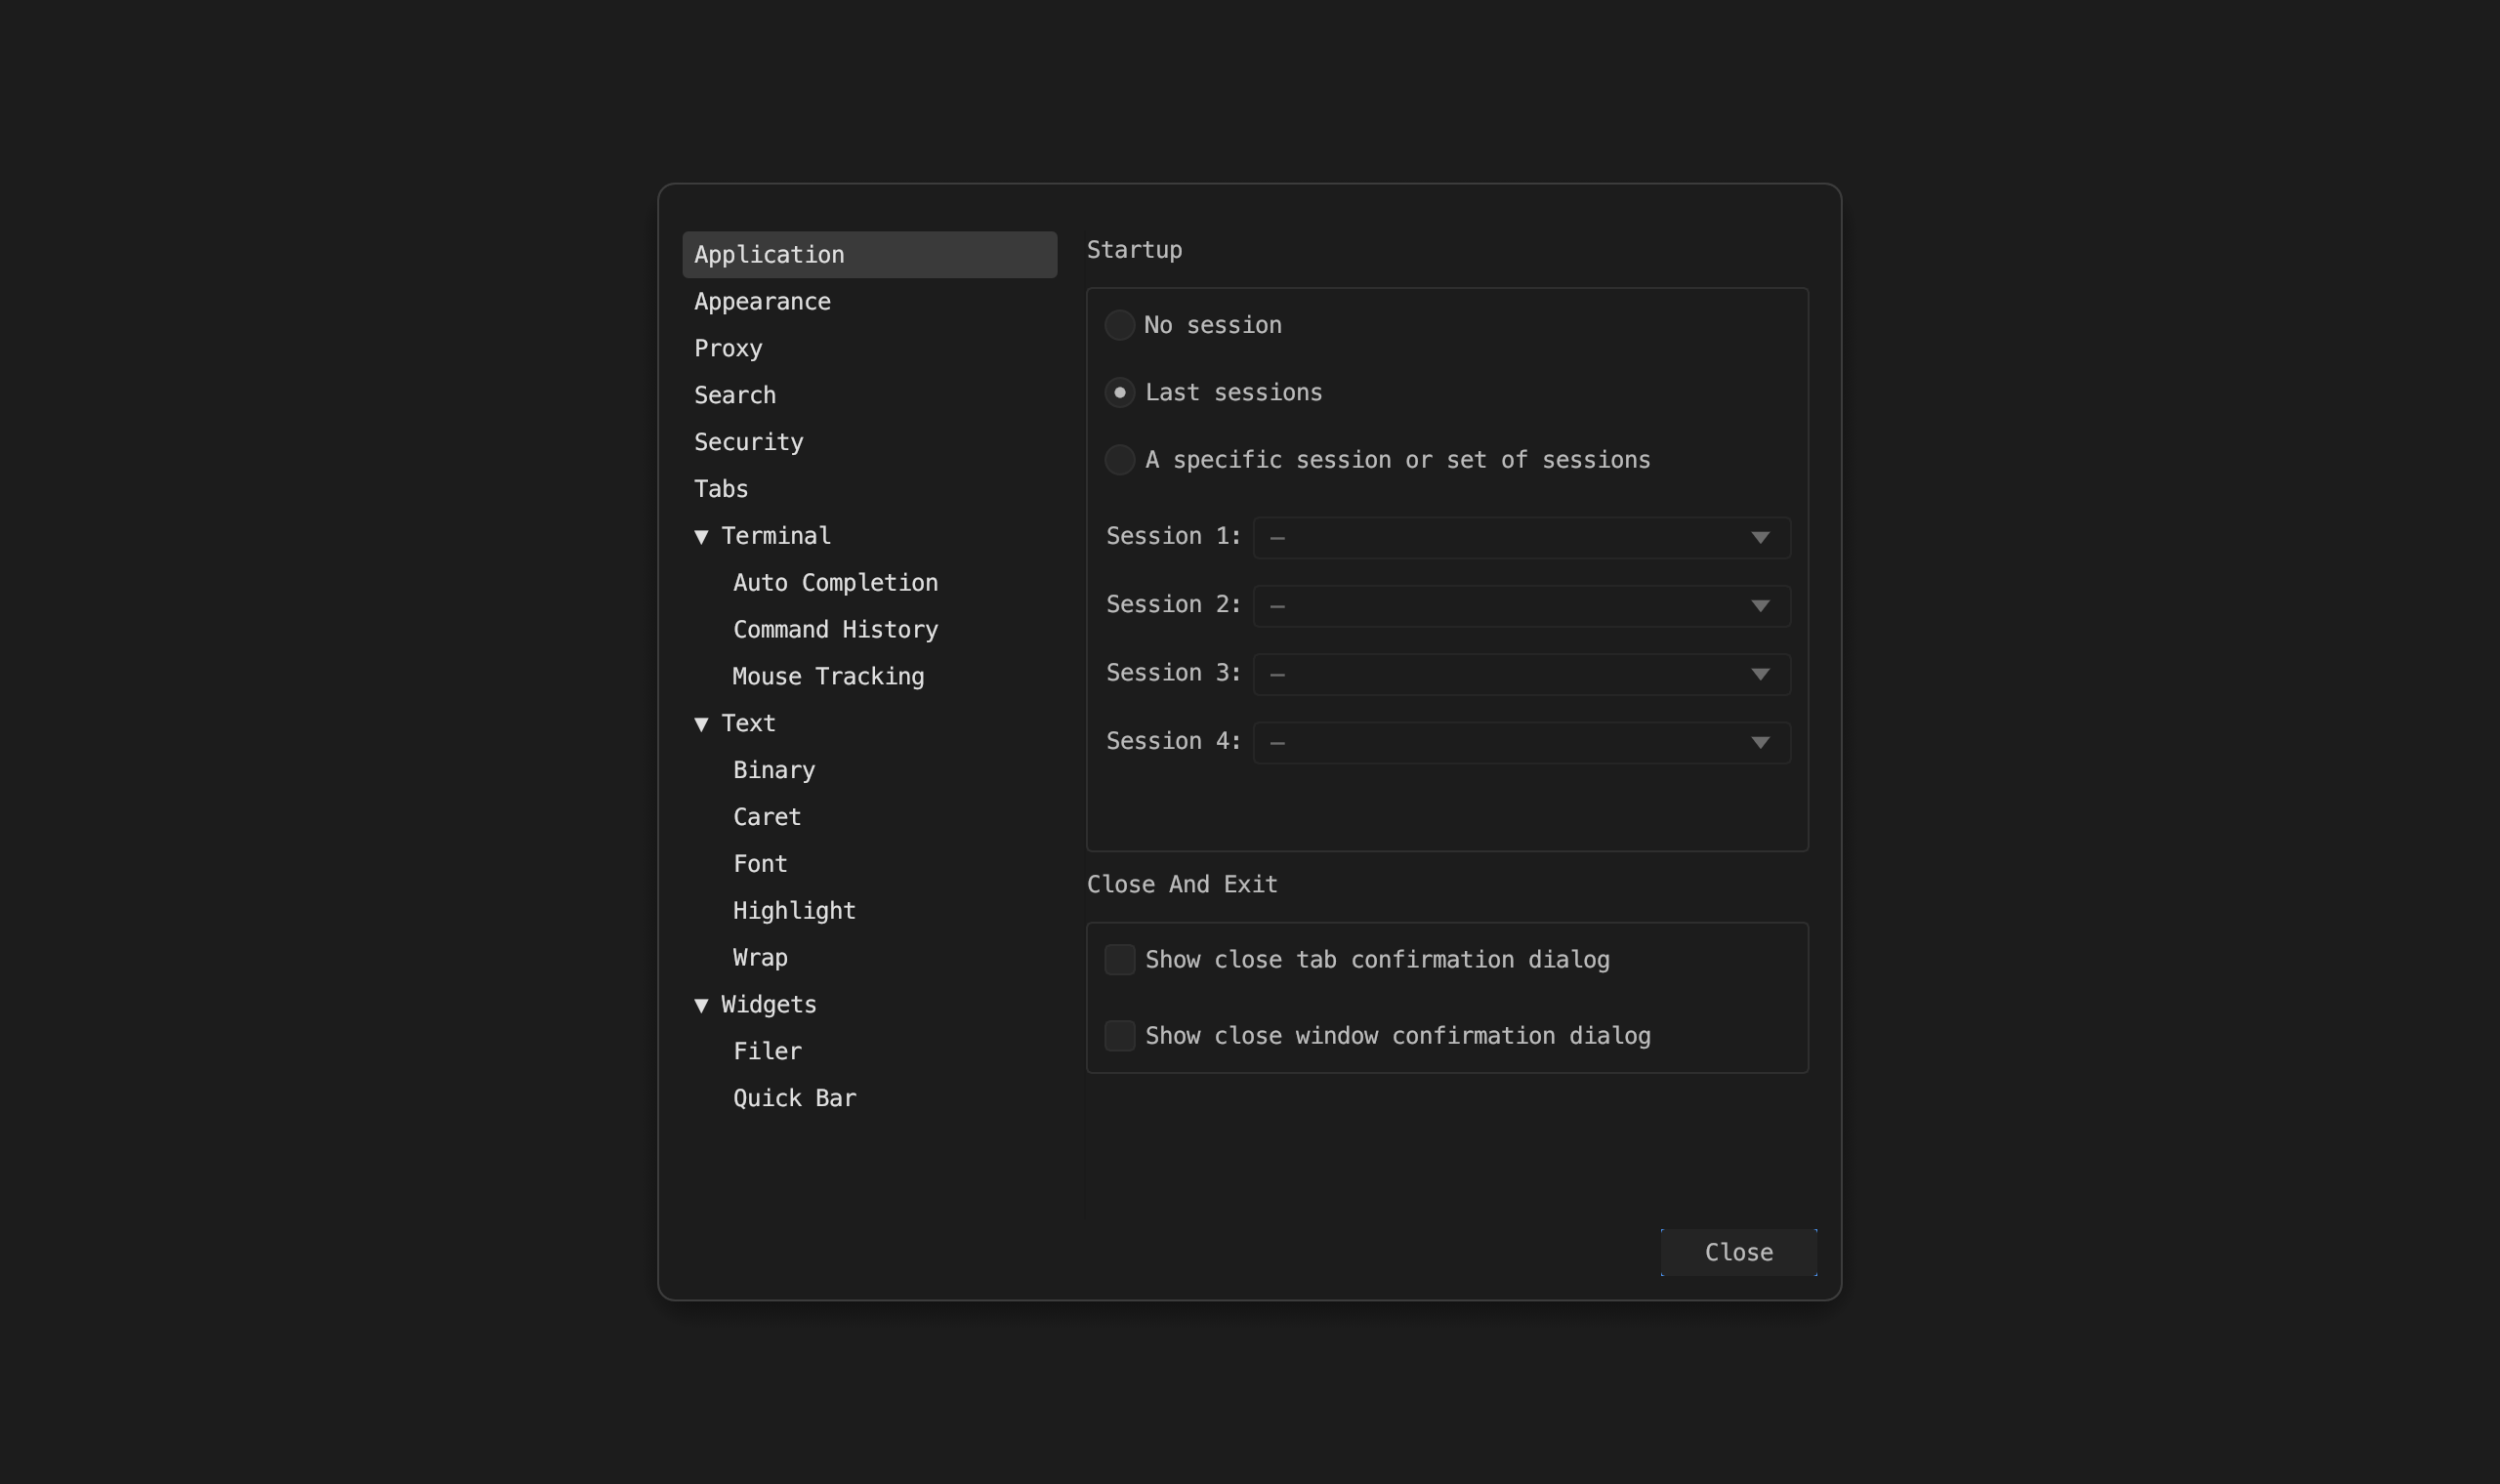 Application
Appearance
Proxy
Search
Security
Tabs
▼ Terminal
Auto Completion
Command History
Mouse Tracking
▼ Text
Binary
Caret
Font
Highlight
Wrap
▼ Widgets
Filer
Quick Bar
Startup
No session
Last sessions
A specific session or set of sessions
Session 1: —
Session 2: —
Session 3: —
Session 4: —
Close And Exit
Show close tab confirmation dialog
Show close window confirmation dialog
Close